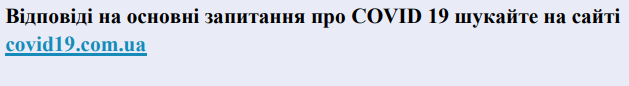 Відповіді на основні запитання про COVID 19 шукайте на сайті
covid19.com.ua